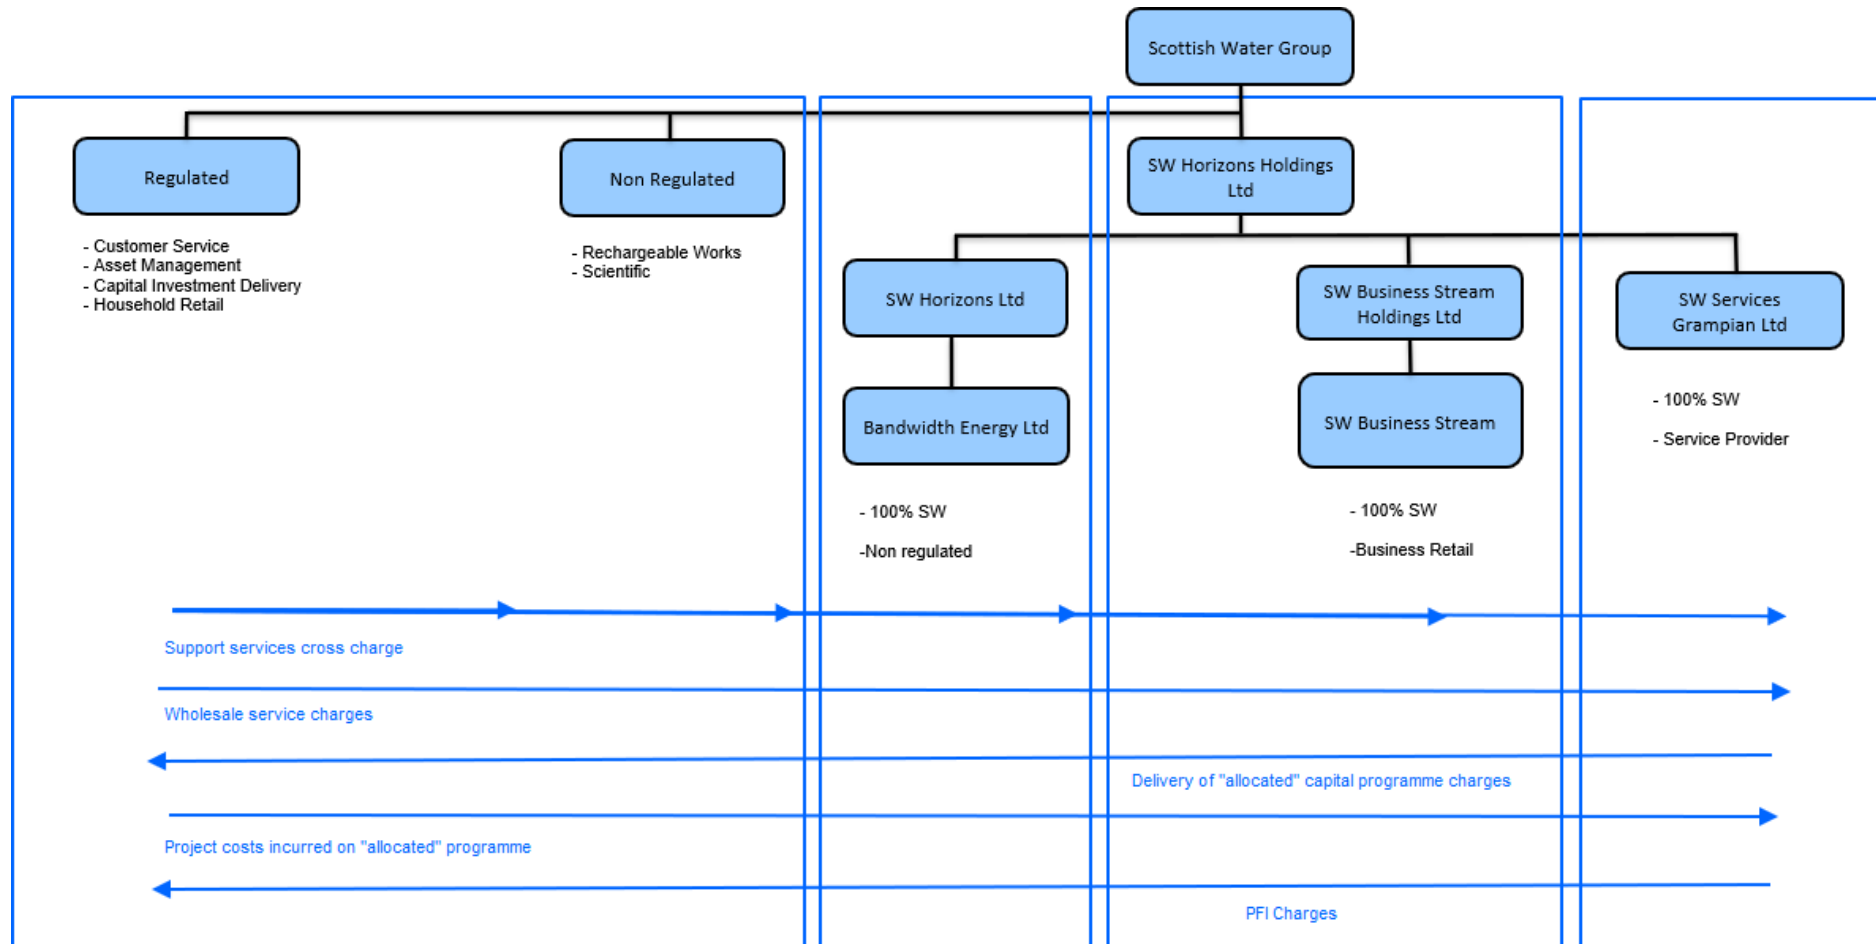 Scottish Water Group
Regulated
Non Regulated
SW Horizons Holdings
Ltd
- Customer Service
- Asset Management
- Capital Investment Delivery
- Household Retail
- Rechargeable Works
- Scientific
SW Horizons Ltd
SW Business Stream
Holdings Ltd
SW Services
Grampian Ltd
Bandwidth Energy Ltd
SW Business Stream
- 100% SW
- Service Provider
- 100% SW
-Non regulated
- 100% SW
-Business Retail
Support services cross charge
Wholesale service charges
Delivery of "allocated" capital programme charges
Project costs incurred on "allocated" programme
PFI Charges